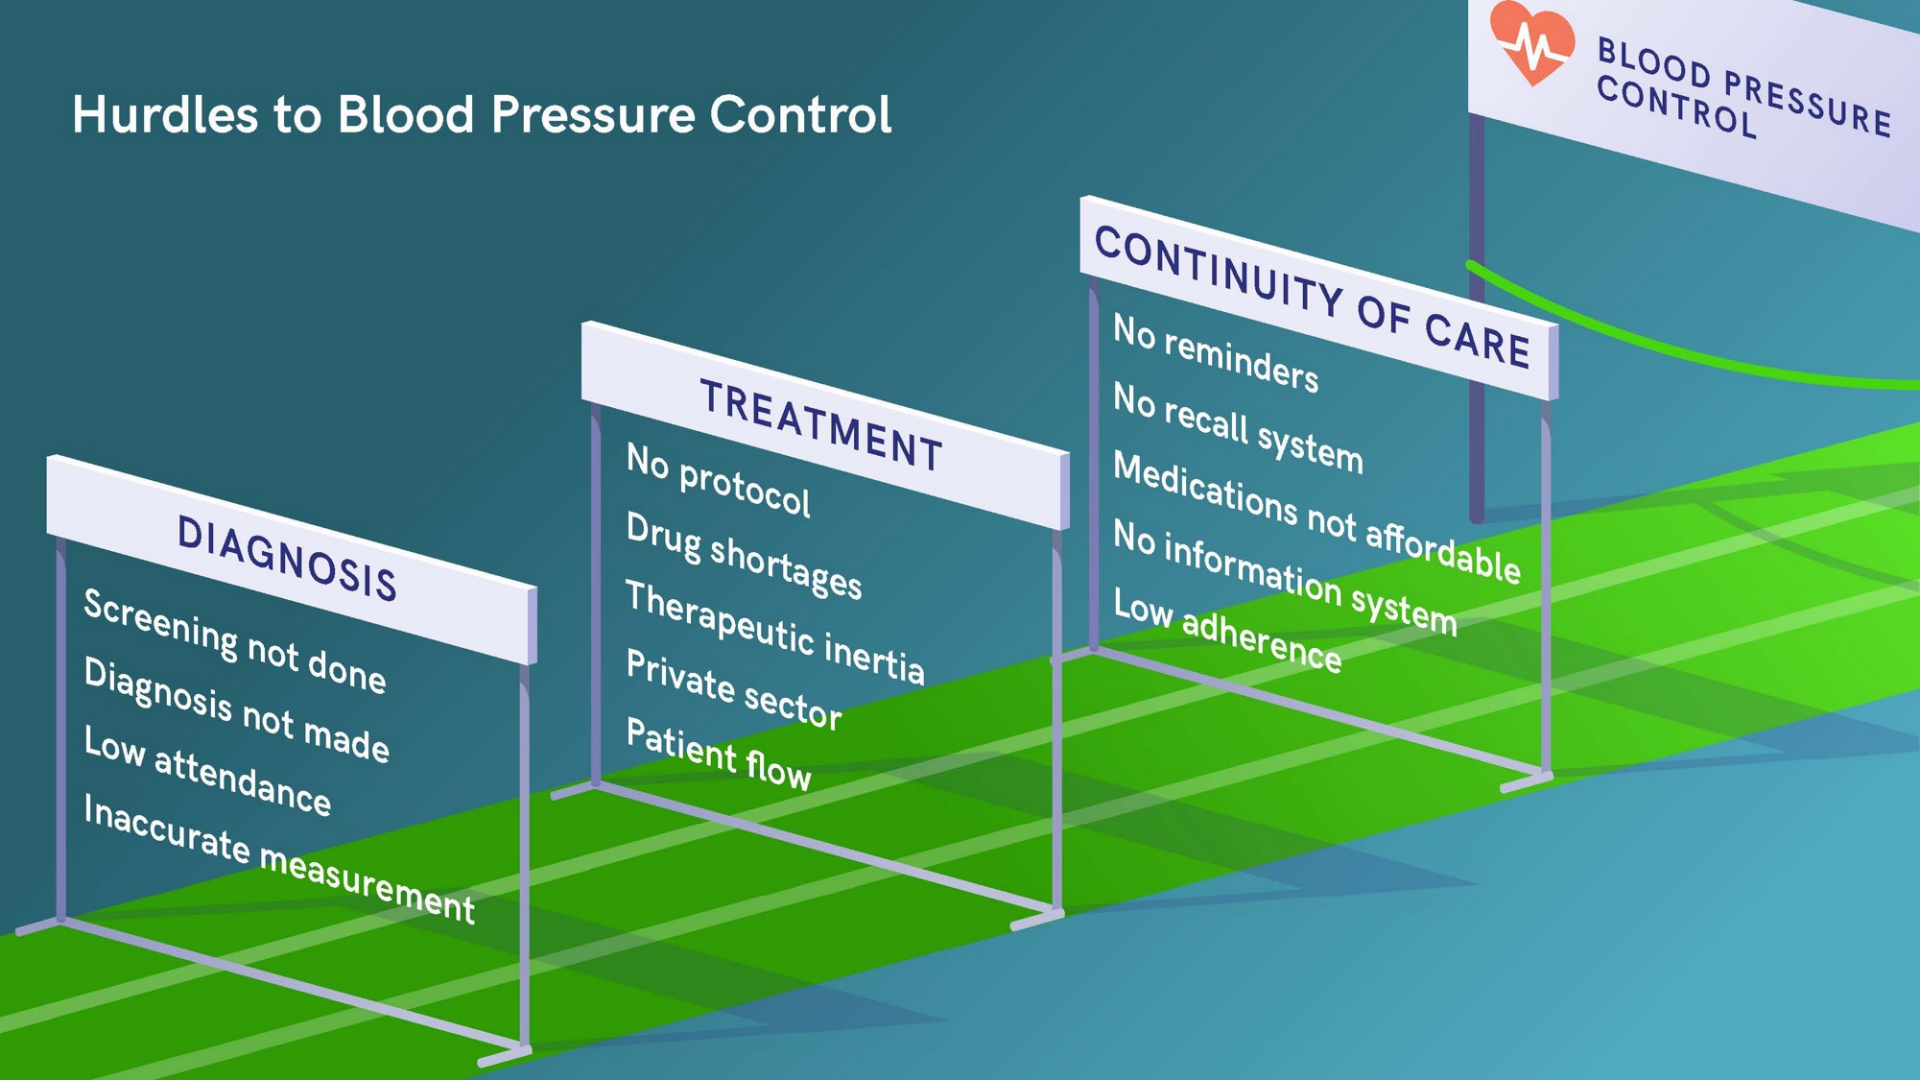 Hurdles to Blood Pressure Control
DIAGNOSIS
Screening not done
Diagnosis not made
Low attendance
Inaccurate measurement
TREATMENT
No protocol
Drug shortages
Therapeutic inertia
Private sector
Patient flow
CONTINUITY OF CARE
No reminders
No recall system
Medications not affordable
No information system
Low adherence
BLOOD PRESSURE
CONTROL